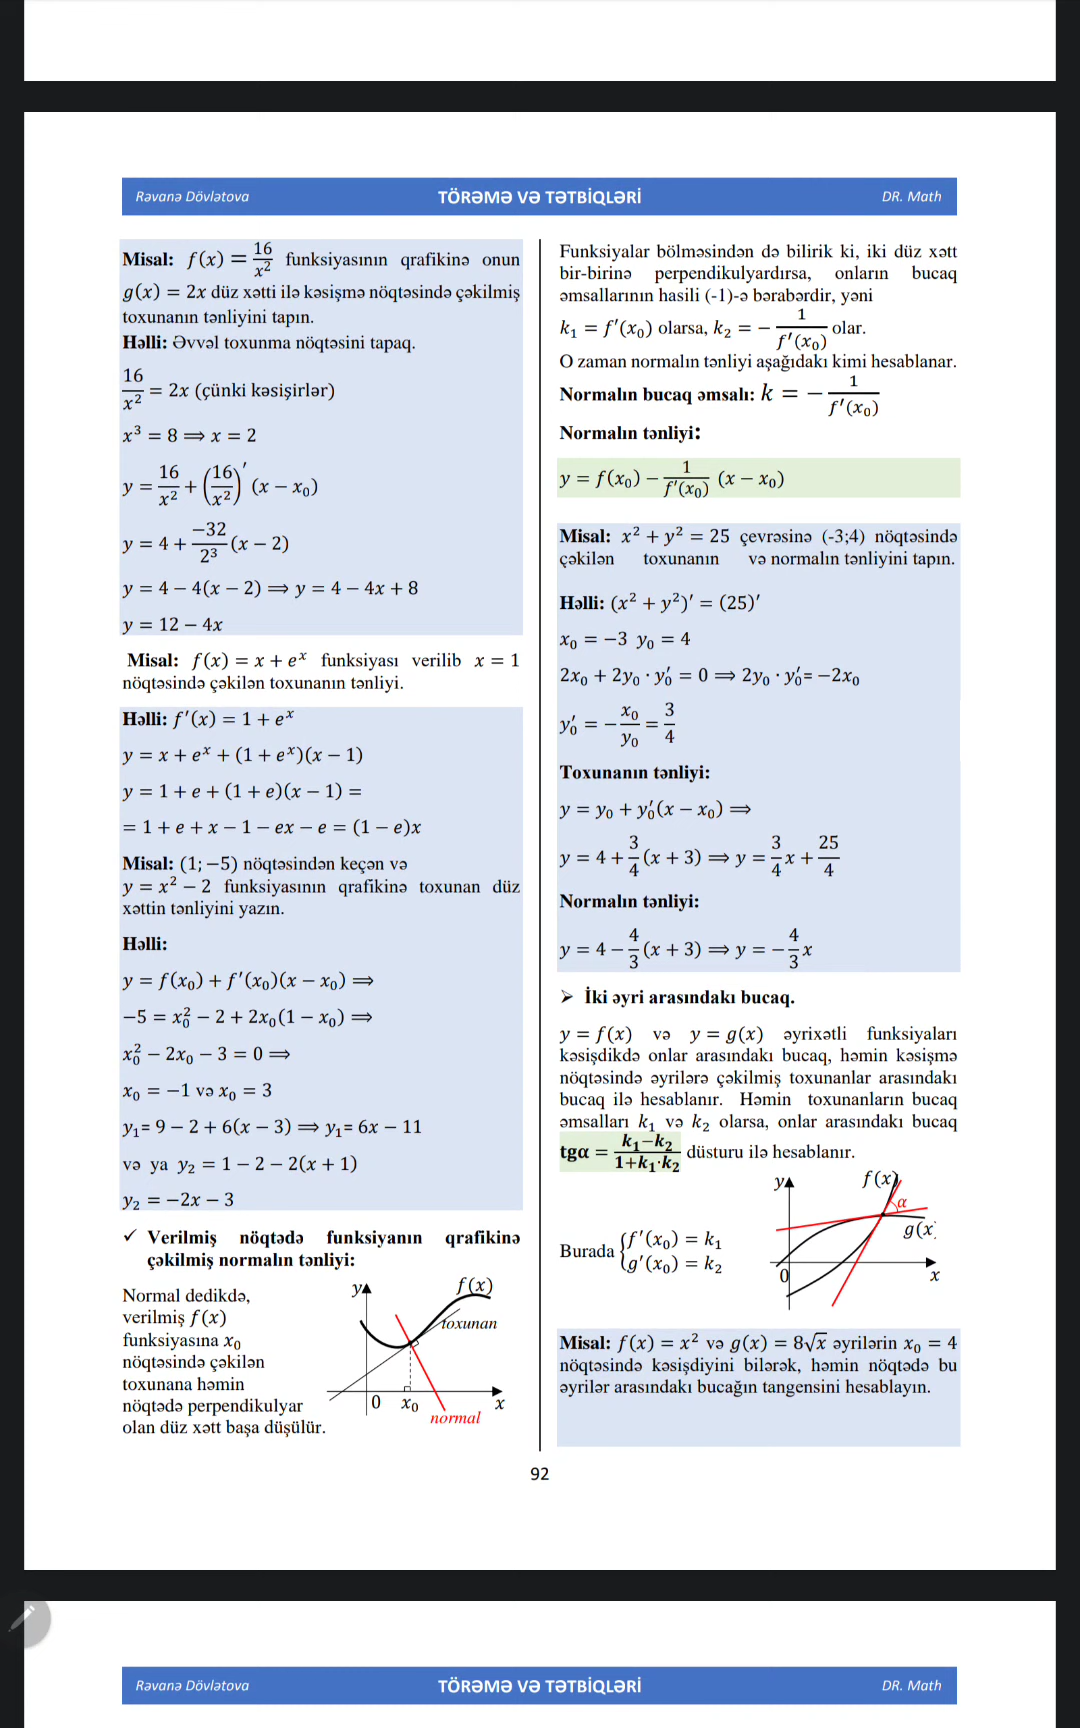 Rəvanə Dövlətova
TÖRƏMƏ VƏ TƏTBİQLƏRİ
DR. Math
Misal: f(x) = 16/x² funksiyasının qrafikinə onun
g(x) = 2x düz xətti ilə kəsişmə nöqtəsində çəkilmiş
toxunanın tənliyini tapın.
Həlli: Əvvəl toxunma nöqtəsini tapaq.
16/x² = 2x (çünki kəsişirlər)
x³ = 8 ⟹ x = 2
y = 16/x² + (16/x²)′ (x − x₀)
y = 4 + −32/2³ (x − 2)
y = 4 − 4(x − 2) ⟹ y = 4 − 4x + 8
y = 12 − 4x
Misal: f(x) = x + eˣ funksiyası verilib x = 1
nöqtəsində çəkilən toxunanın tənliyi.
Həlli: f′(x) = 1 + eˣ
y = x + eˣ + (1 + eˣ)(x − 1)
y = 1 + e + (1 + e)(x − 1) =
= 1 + e + x − 1 − ex − e = (1 − e)x
Misal: (1; −5) nöqtəsindən keçən və
y = x² − 2 funksiyasının qrafikinə toxunan düz
xəttin tənliyini yazın.
Həlli:
y = f(x₀) + f′(x₀)(x − x₀) ⟹
−5 = x₀² − 2 + 2x₀(1 − x₀) ⟹
x₀² − 2x₀ − 3 = 0 ⟹
x₀ = −1 və x₀ = 3
y₁= 9 − 2 + 6(x − 3) ⟹ y₁= 6x − 11
və ya y₂ = 1 − 2 − 2(x + 1)
y₂ = −2x − 3
✓ Verilmiş nöqtədə funksiyanın qrafikinə
çəkilmiş normalın tənliyi:
Normal dedikdə,
verilmiş f(x)
funksiyasına x₀
nöqtəsində çəkilən
toxunana həmin
nöqtədə perpendikulyar
olan düz xətt başa düşülür.
y
f(x)
toxunan
0
x₀
x
normal
Funksiyalar bölməsindən də bilirik ki, iki düz xətt
bir-birinə perpendikulyardırsa, onların bucaq
əmsallarının hasili (-1)-ə bərabərdir, yəni
k₁ = f′(x₀) olarsa, k₂ = − 1/f′(x₀) olar.
O zaman normalın tənliyi aşağıdakı kimi hesablanar.
Normalın bucaq əmsalı: k = − 1/f′(x₀)
Normalın tənliyi:
y = f(x₀) − 1/f′(x₀) (x − x₀)
Misal: x² + y² = 25 çevrəsinə (-3;4) nöqtəsində
çəkilən toxunanın və normalın tənliyini tapın.
Həlli: (x² + y²)′ = (25)′
x₀ = −3 y₀ = 4
2x₀ + 2y₀ · y₀′ = 0 ⟹ 2y₀ · y₀′= −2x₀
y₀′ = − x₀/y₀ = 3/4
Toxunanın tənliyi:
y = y₀ + y₀′(x − x₀) ⟹
y = 4 + 3/4 (x + 3) ⟹ y = 3/4 x + 25/4
Normalın tənliyi:
y = 4 − 4/3 (x + 3) ⟹ y = − 4/3 x
➢ İki əyri arasındakı bucaq.
y = f(x) və y = g(x) əyrixətli funksiyaları
kəsişdikdə onlar arasındakı bucaq, həmin kəsişmə
nöqtəsində əyrilərə çəkilmiş toxunanlar arasındakı
bucaq ilə hesablanır. Həmin toxunanların bucaq
əmsalları k₁ və k₂ olarsa, onlar arasındakı bucaq
tgα = k₁−k₂/1+k₁·k₂ düsturu ilə hesablanır.
Burada {f′(x₀) = k₁
g′(x₀) = k₂
y
f(x)
α
g(x)
0
x
Misal: f(x) = x² və g(x) = 8√x əyrilərin x₀ = 4
nöqtəsində kəsişdiyini bilərək, həmin nöqtədə bu
əyrilər arasındakı bucağın tangensini hesablayın.
92
Rəvanə Dövlətova
TÖRƏMƏ VƏ TƏTBİQLƏRİ
DR. Math